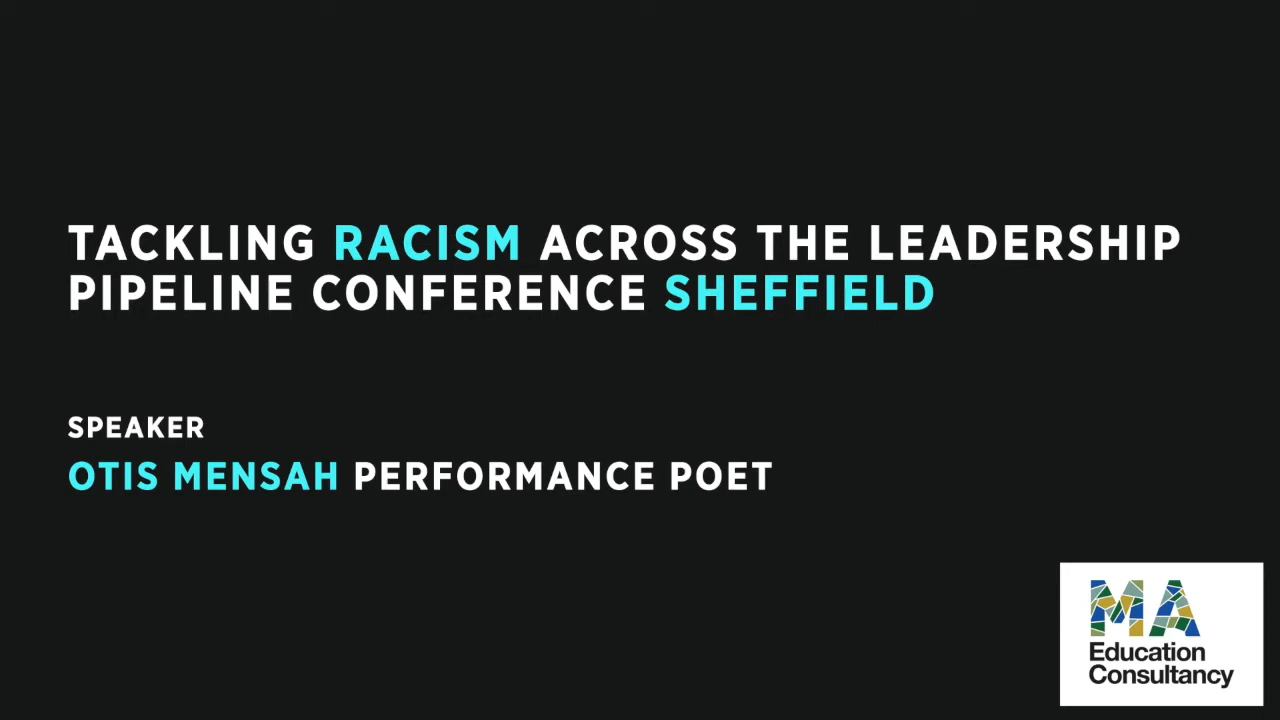 TACKLING RACISM ACROSS THE LEADERSHIP
PIPELINE CONFERENCE SHEFFIELD
SPEAKER
OTIS MENSAH PERFORMANCE POET
MA
Education
Consultancy